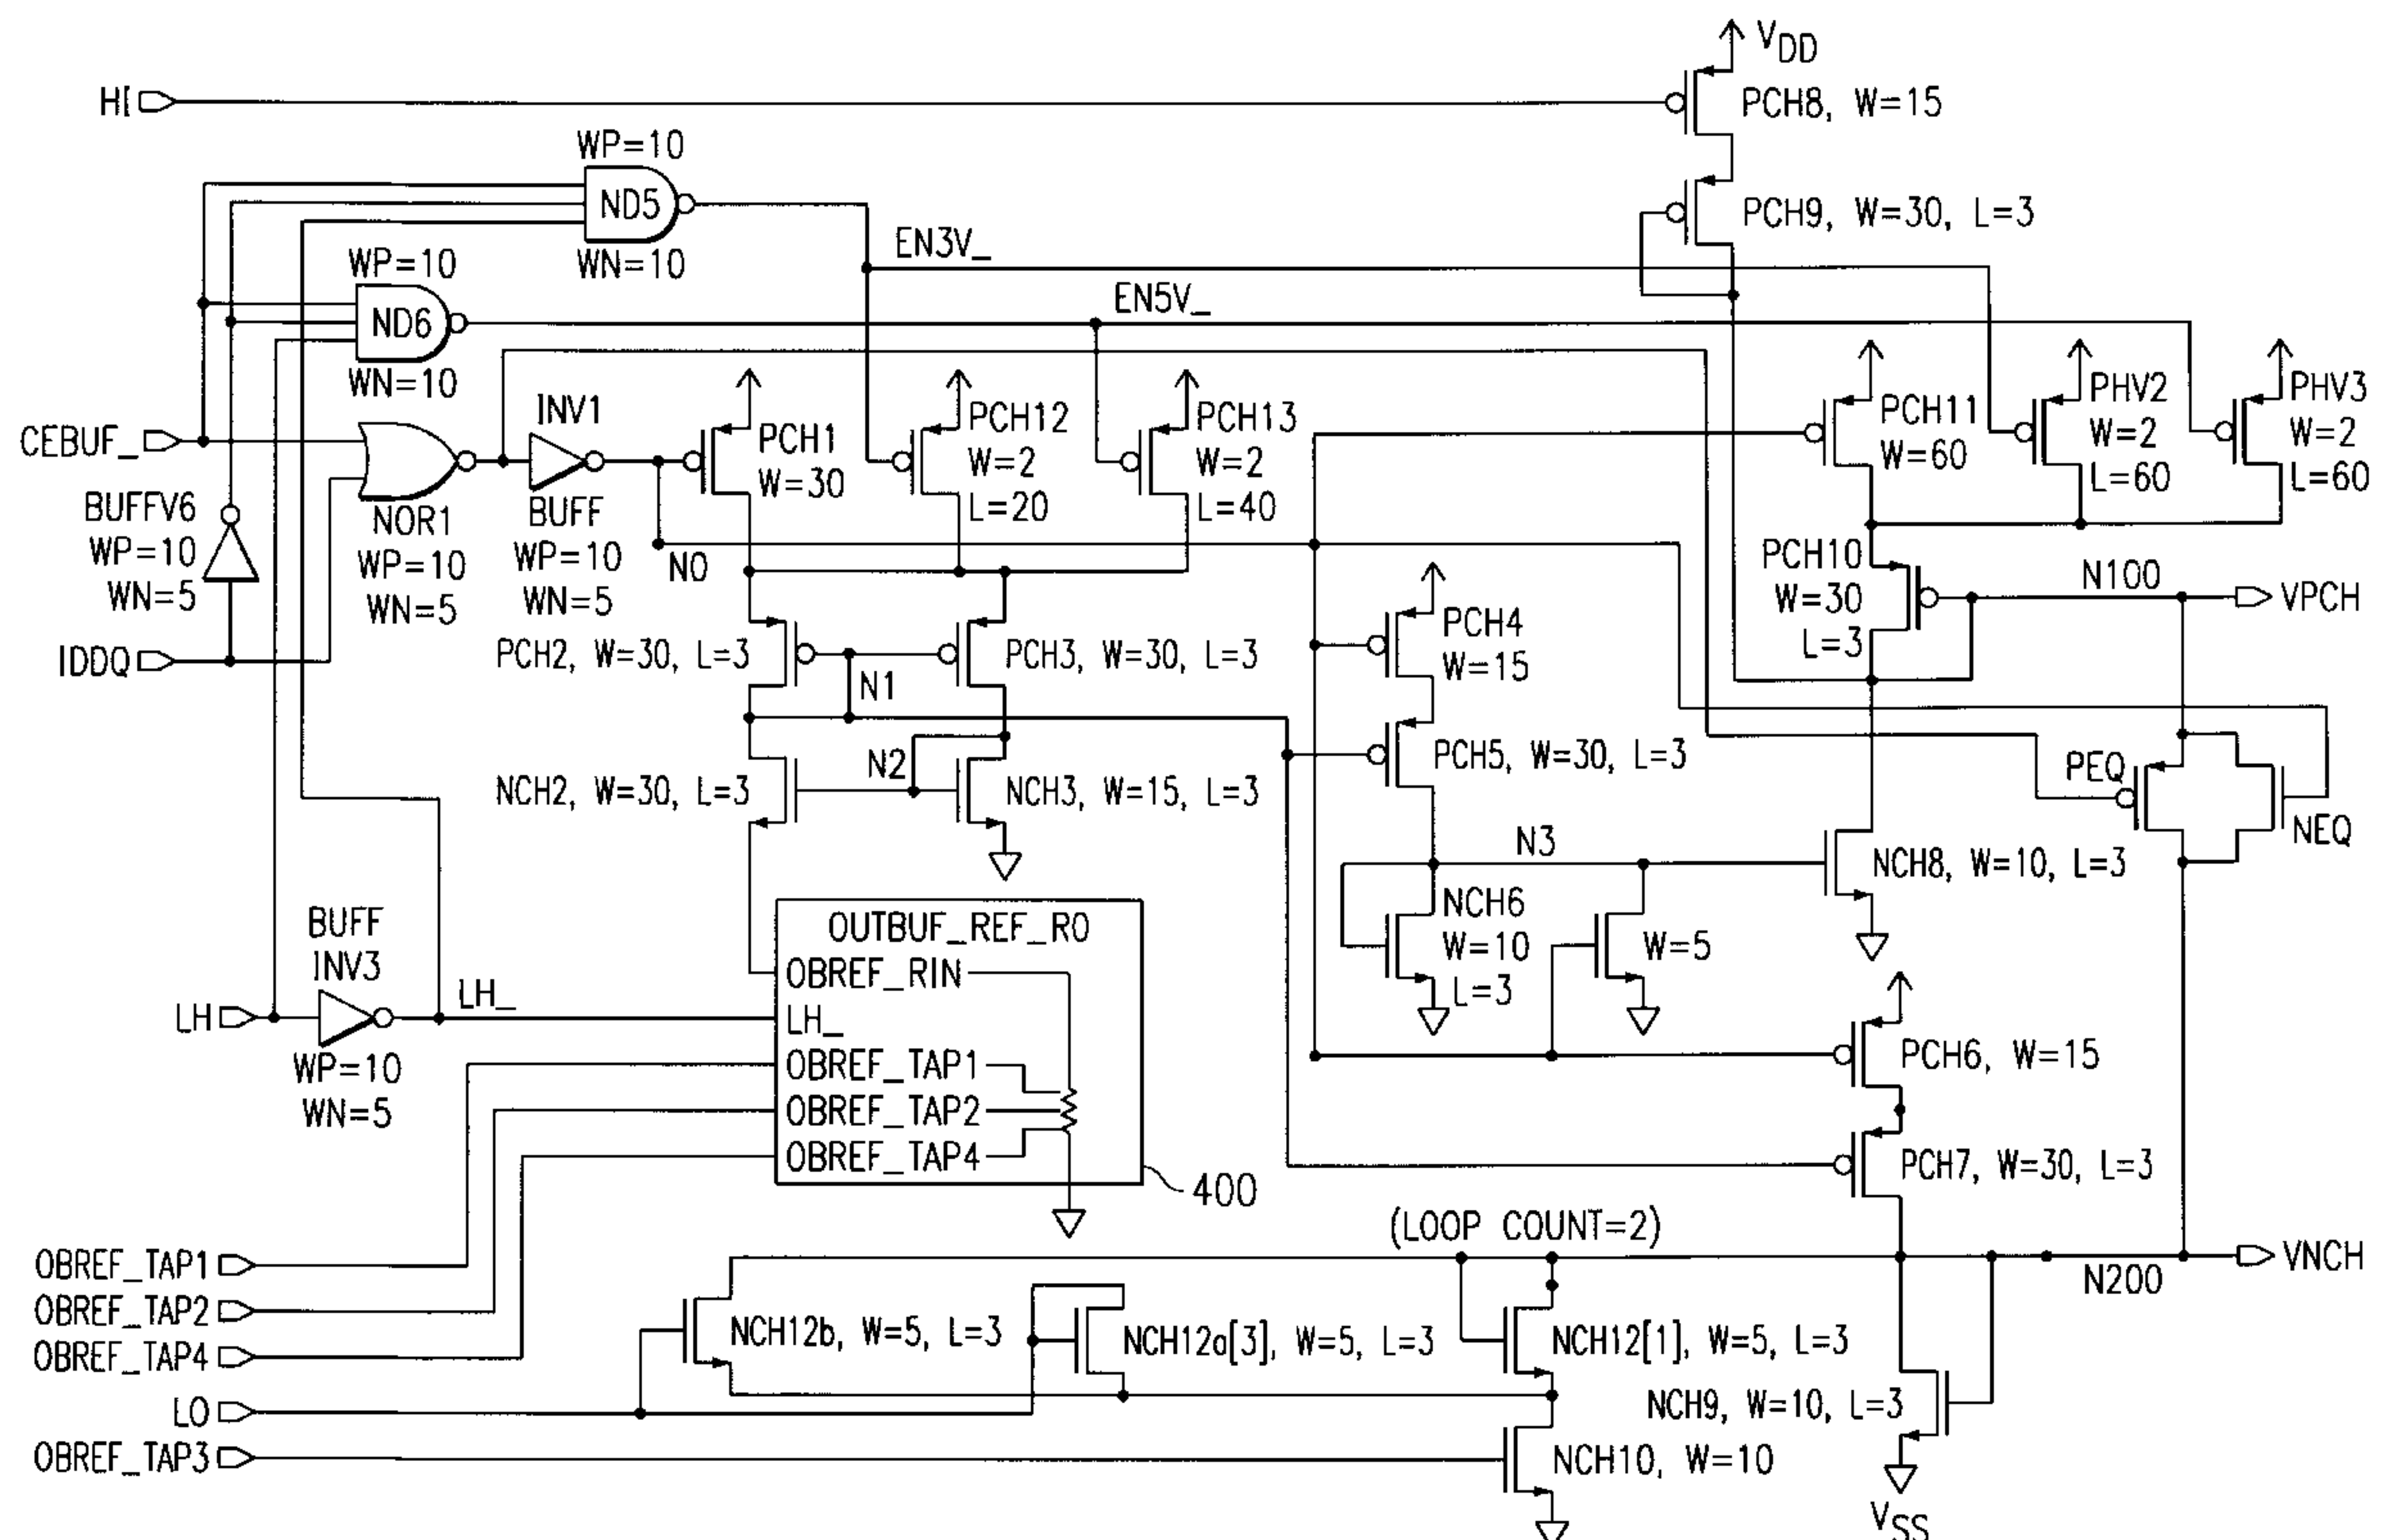 VDD
H[
PCH8, W=15
WP=10
ND5
WN=10
PCH9, W=30, L=3
EN3V_
WP=10
ND6
WN=10
EN5V_
CEBUF_
NOR1
WP=10
WN=5
INV1
BUFF
WP=10
WN=5
N0
PCH1
W=30
PCH12
W=2
L=20
PCH13
W=2
L=40
PCH11
W=60
PHV2
W=2
L=60
PHV3
W=2
L=60
BUFFV6
WP=10
WN=5
IDDQ
PCH2, W=30, L=3
N1
PCH3, W=30, L=3
PCH4
W=15
PCH10
W=30
L=3
N100
VPCH
NCH2, W=30, L=3
N2
NCH3, W=15, L=3
PCH5, W=30, L=3
PEQ
NEQ
N3
NCH8, W=10, L=3
NCH6
W=10
L=3
W=5
BUFF
INV3
WP=10
WN=5
LH
LH_
OUTBUF_REF_RO
OBREF_RIN
LH_
OBREF_TAP1
OBREF_TAP2
OBREF_TAP4
400
PCH6, W=15
PCH7, W=30, L=3
(LOOP COUNT=2)
N200
VNCH
OBREF_TAP1
OBREF_TAP2
OBREF_TAP4
LO
OBREF_TAP3
NCH12b, W=5, L=3
NCH12a[3], W=5, L=3
NCH12[1], W=5, L=3
NCH9, W=10, L=3
NCH10, W=10
VSS